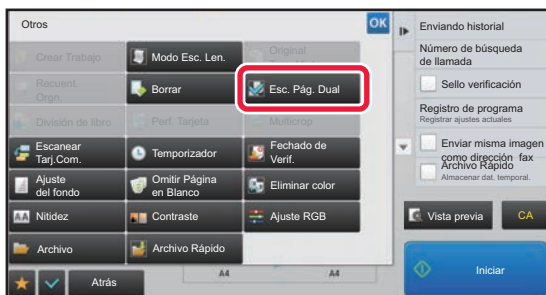 Otros
OK
Crear Trabajo
Modo Esc. Len.
Original
Recuent.
Orgn.
Borrar
Esc. Pág. Dual
División de libro
Perf. Tarjeta
Multicrop
Escanear
Tarj.Com.
Temporizador
Fechado de
Verif.
Ajuste
del fondo
Omitir Página
en Blanco
Eliminar color
AA Nitidez
Contraste
Ajuste RGB
Archivo
Archivo Rápido
Atrás
A4
A4
Enviando historial
Número de búsqueda
de llamada
Sello verificación
Registro de programa
Registrar ajustes actuales
Enviar misma imagen
como dirección fax
Archivo Rápido
Almacenar dat. temporal.
Vista previa
CA
Iniciar